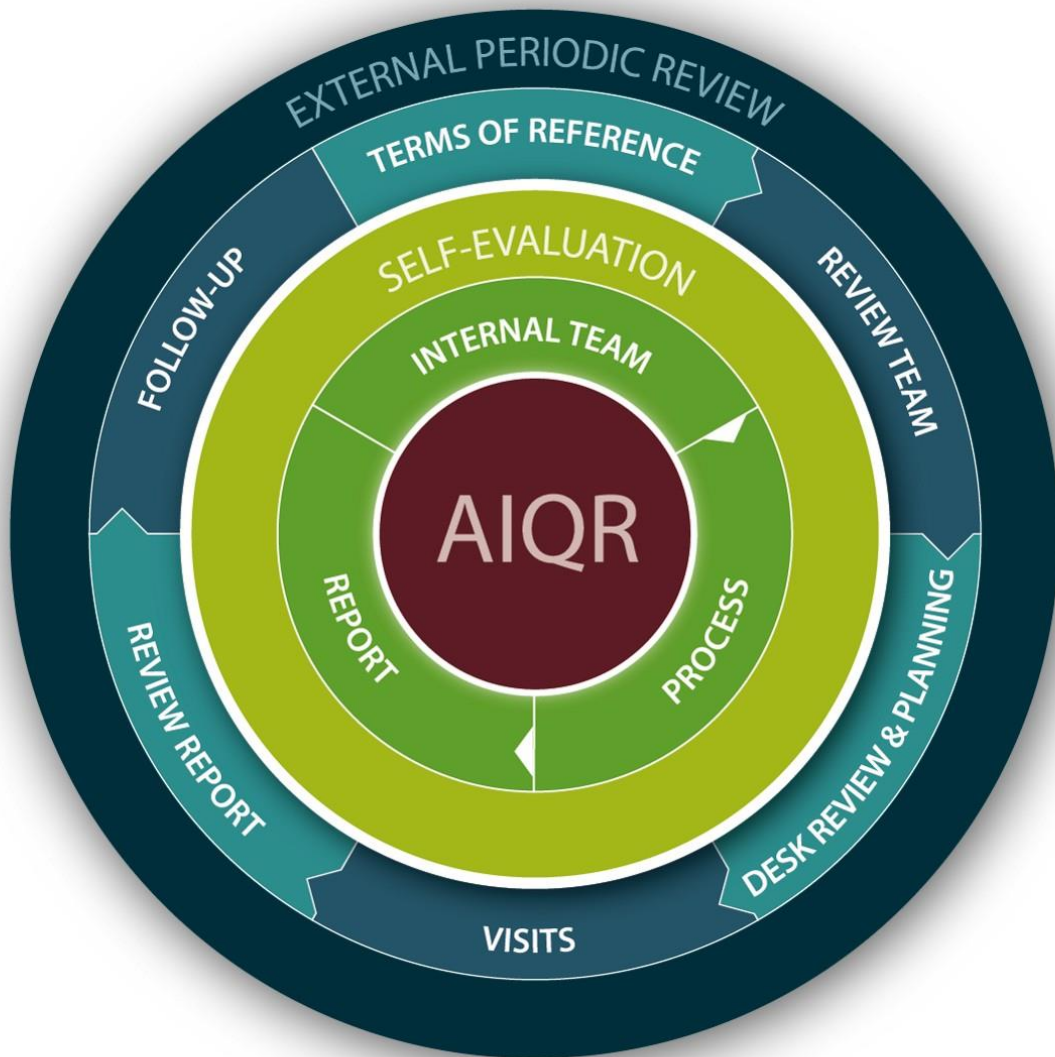 EXTERNAL PERIODIC REVIEW
TERMS OF REFERENCE
REVIEW TEAM
DESK REVIEW & PLANNING
VISITS
REVIEW REPORT
FOLLOW-UP
SELF-EVALUATION
INTERNAL TEAM
PROCESS
REPORT
AIQR